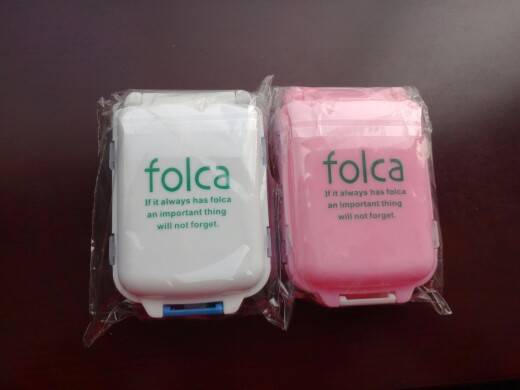 folca
If it always has folca
an important thing
will not forget.
folca
If it always has folca
an important thing
will not forget.